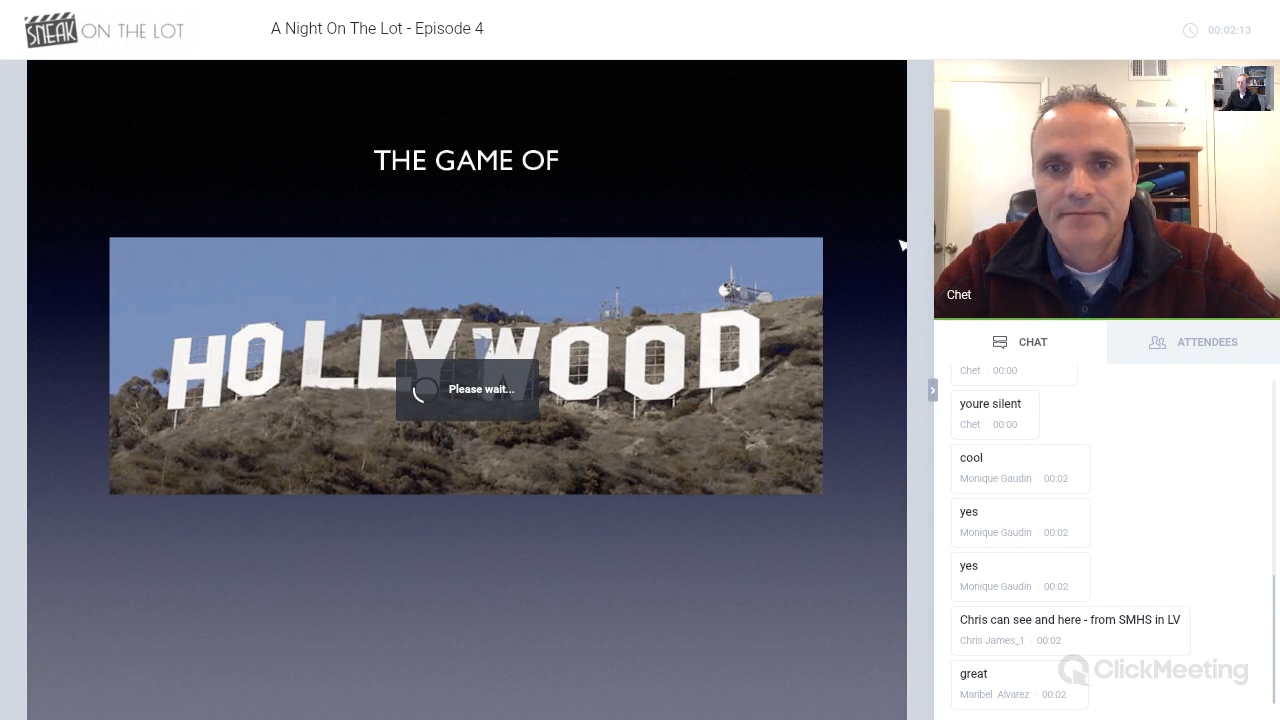 SNEAK ON THE LOT
A Night On The Lot - Episode 4
00:02:13
THE GAME OF
HOLLYWOOD
Please wait...
Chet
CHAT
ATTENDEES
Chet 00:00
youre silent
Chet 00:00
cool
Monique Gaudin 00:02
yes
Monique Gaudin 00:02
yes
Monique Gaudin 00:02
Chris can see and here - from SMHS in LV
Chris James_1 00:02
great
Maribel Alvarez 00:02
ClickMeeting